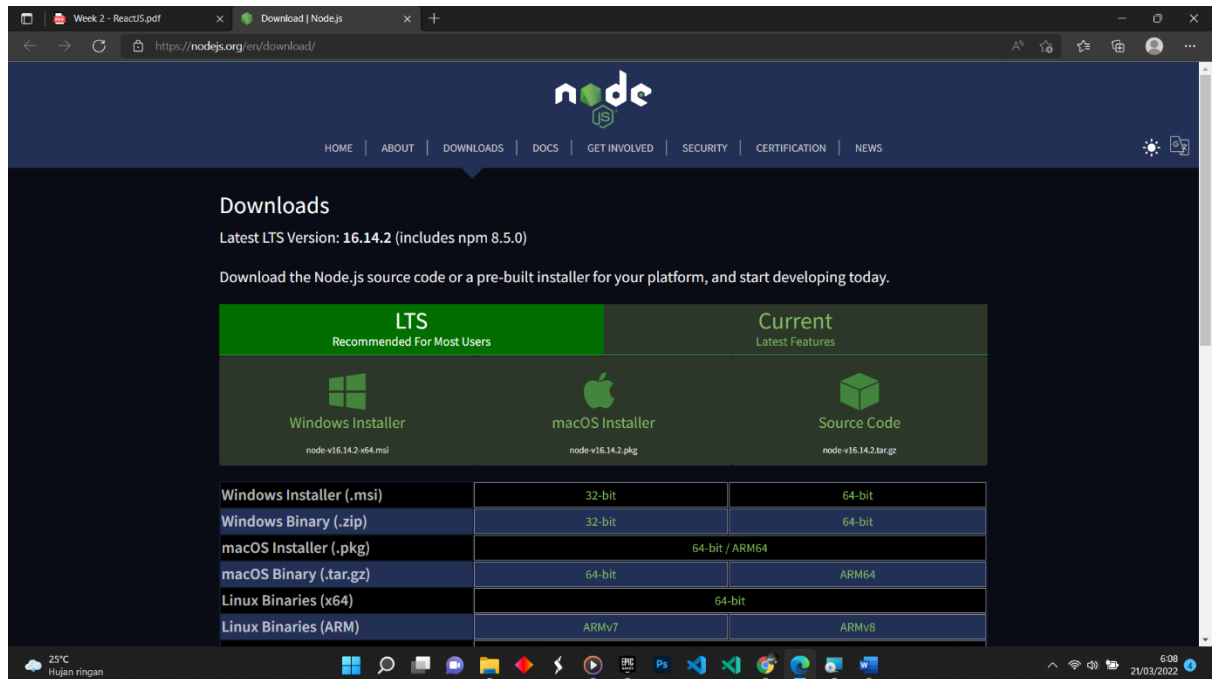 Week 2 - ReactJS.pdf
Download | Node.js
https://nodejs.org/en/download/
node
JS
HOME | ABOUT | DOWNLOADS | DOCS | GET INVOLVED | SECURITY | CERTIFICATION | NEWS
Downloads
Latest LTS Version: 16.14.2 (includes npm 8.5.0)
Download the Node.js source code or a pre-built installer for your platform, and start developing today.
LTS Current
Recommended For Most Users Latest Features
Windows Installer macOS Installer Source Code
node-v16.14.2-x64.msi node-v16.14.2.pkg node-v16.14.2.tar.gz
Windows Installer (.msi) 32-bit 64-bit
Windows Binary (.zip) 32-bit 64-bit
macOS Installer (.pkg) 64-bit / ARM64
macOS Binary (.tar.gz) 64-bit ARM64
Linux Binaries (x64) 64-bit
Linux Binaries (ARM) ARMv7 ARMv8
25°C
Hujan ringan
EPIC
Ps
6:08
21/03/2022
4